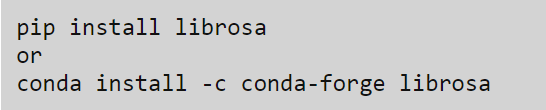 pip install librosa
or
conda install -c conda-forge librosa